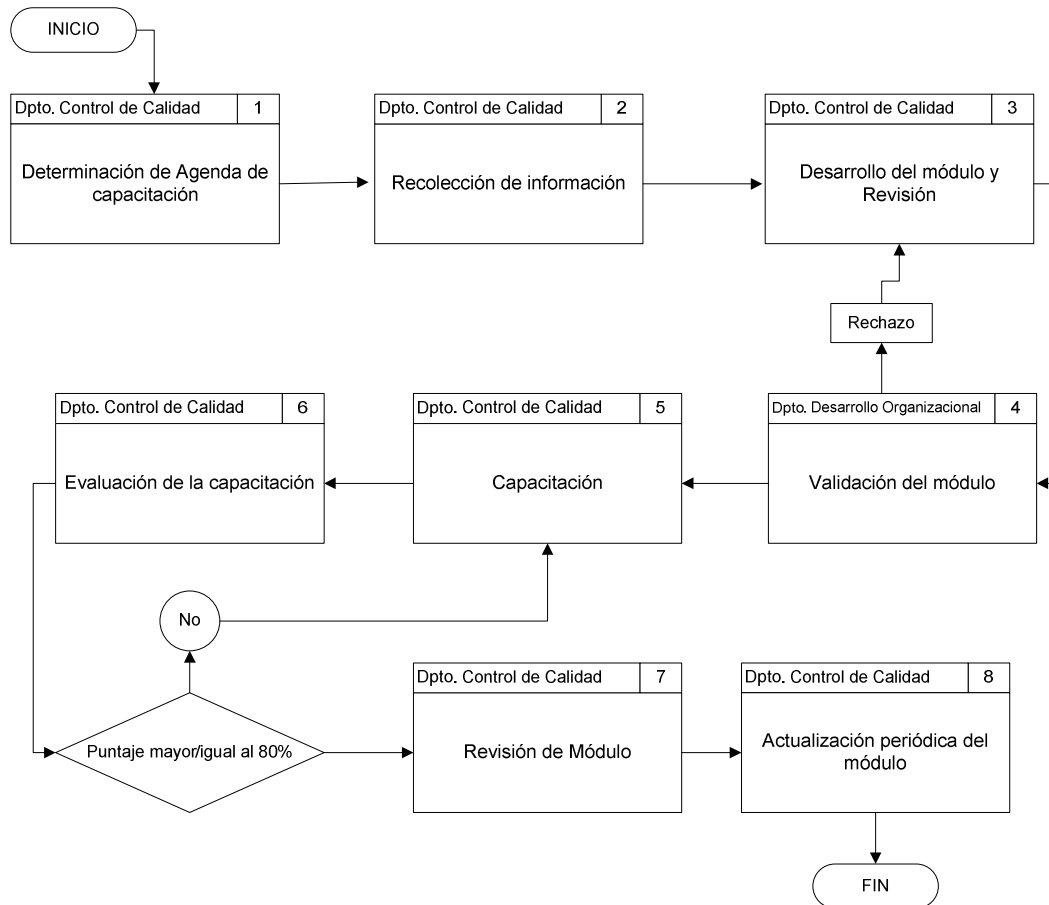 INICIO
Dpto. Control de Calidad 1
Determinación de Agenda de
capacitación
Dpto. Control de Calidad 2
Recolección de información
Dpto. Control de Calidad 3
Desarrollo del módulo y
Revisión
Rechazo
Dpto. Desarrollo Organizacional 4
Validación del módulo
Dpto. Control de Calidad 5
Capacitación
Dpto. Control de Calidad 6
Evaluación de la capacitación
No
Puntaje mayor/igual al 80%
Dpto. Control de Calidad 7
Revisión de Módulo
Dpto. Control de Calidad 8
Actualización periódica del
módulo
FIN